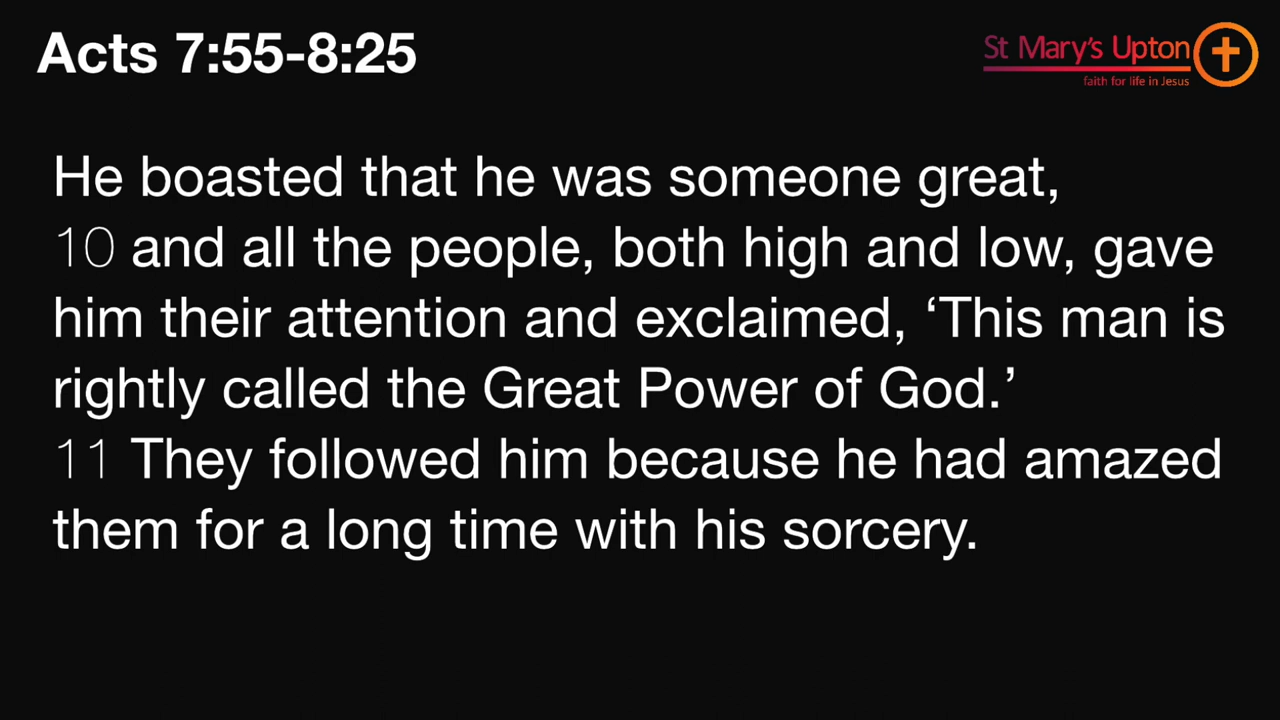 Acts 7:55-8:25
St Mary's Upton
faith for life in Jesus
He boasted that he was someone great,
10 and all the people, both high and low, gave
him their attention and exclaimed, ‘This man is
rightly called the Great Power of God.’
11 They followed him because he had amazed
them for a long time with his sorcery.